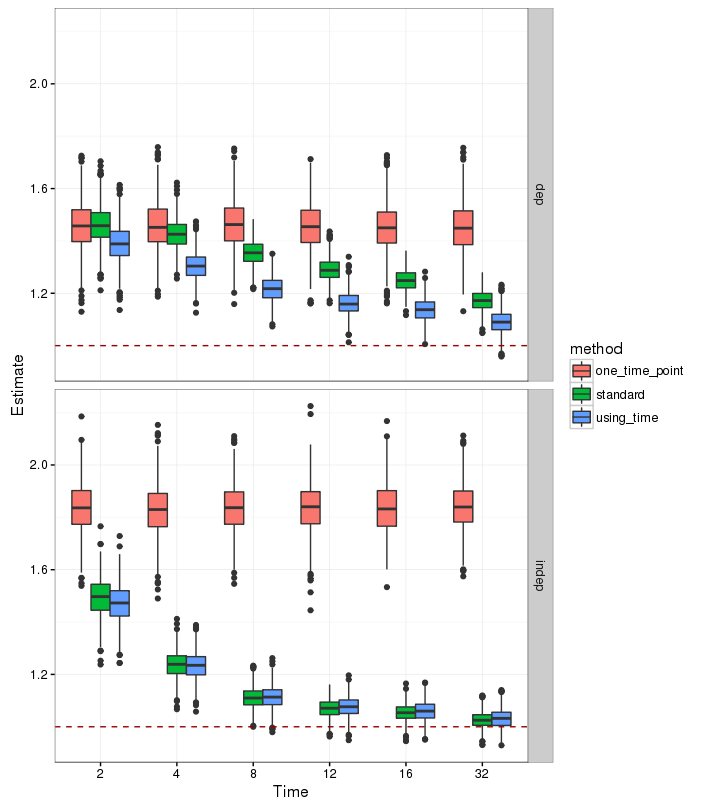 2.0
1.6
1.2
dep
Estimate
2.0
1.6
1.2
indep
2 4 8 12 16 32
Time
method
one_time_point
standard
using_time